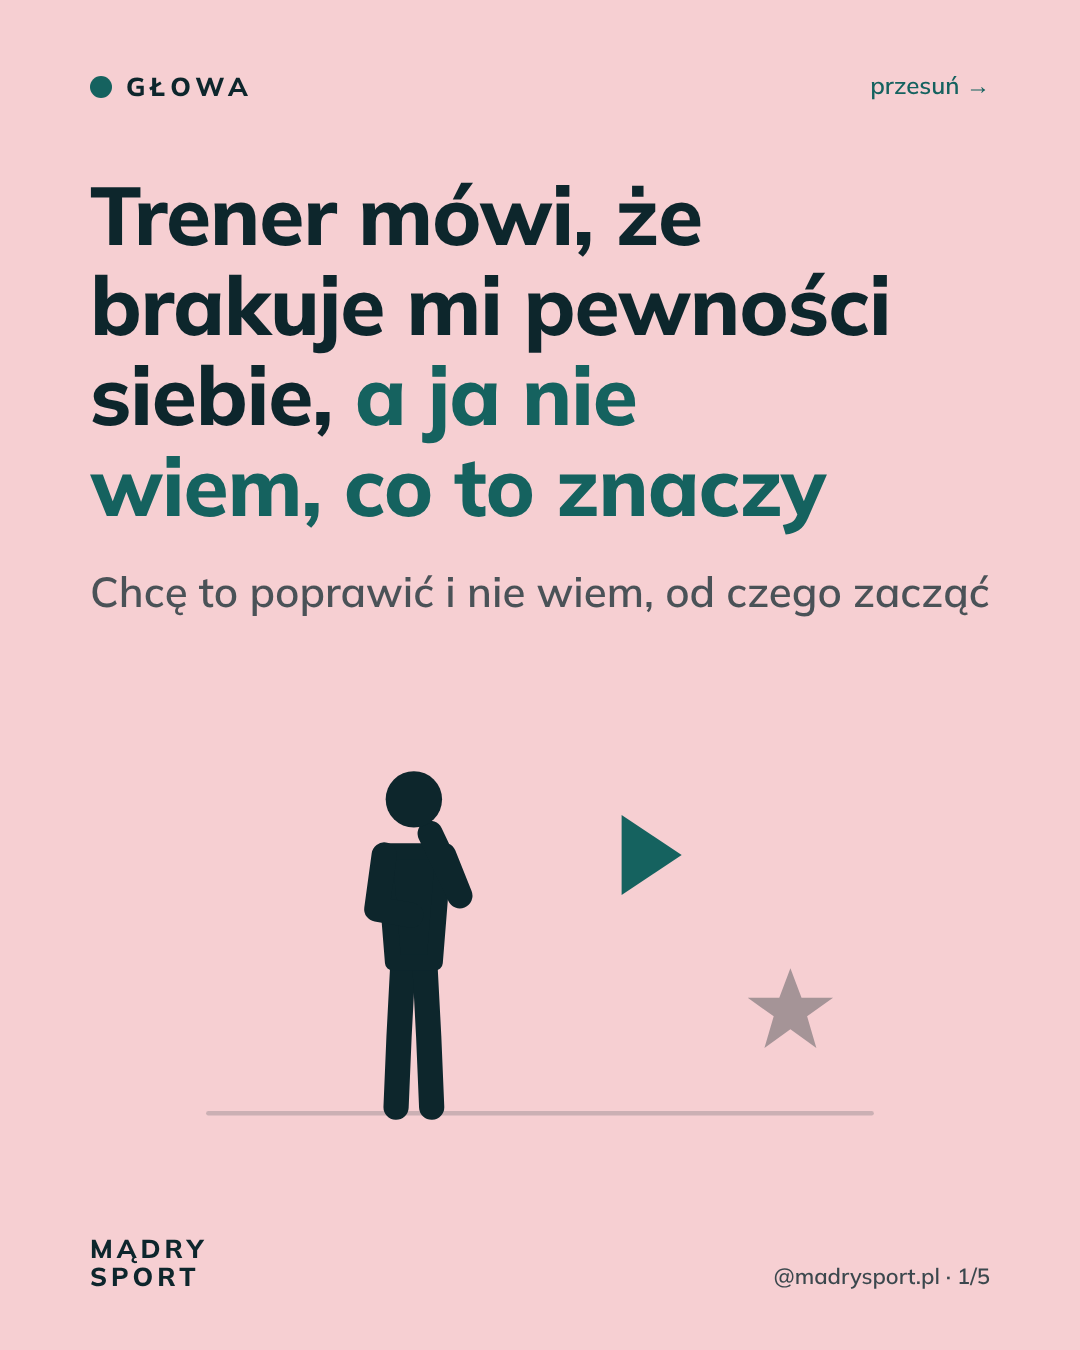 GŁOWA
przesuń →
Trener mówi, że
brakuje mi pewności
siebie, a ja nie
wiem, co to znaczy
Chcę to poprawić i nie wiem, od czego zacząć
MĄDRY
SPORT
@madrysport.pl · 1/5